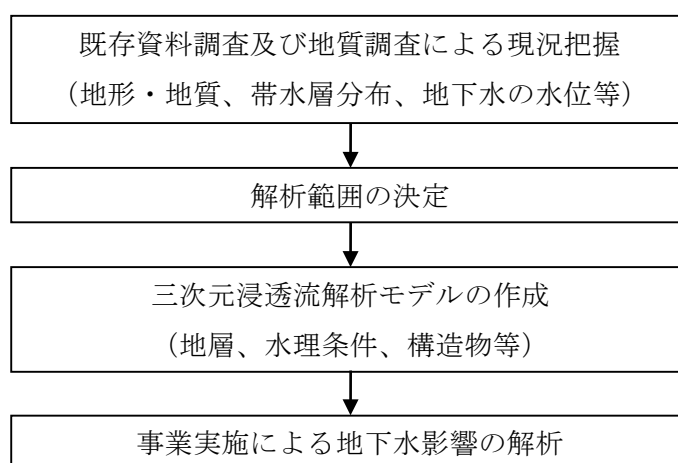 既存資料調査及び地質調査による現況把握
（地形・地質、帯水層分布、地下水の水位等）
解析範囲の決定
三次元浸透流解析モデルの作成
（地層、水理条件、構造物等）
事業実施による地下水影響の解析